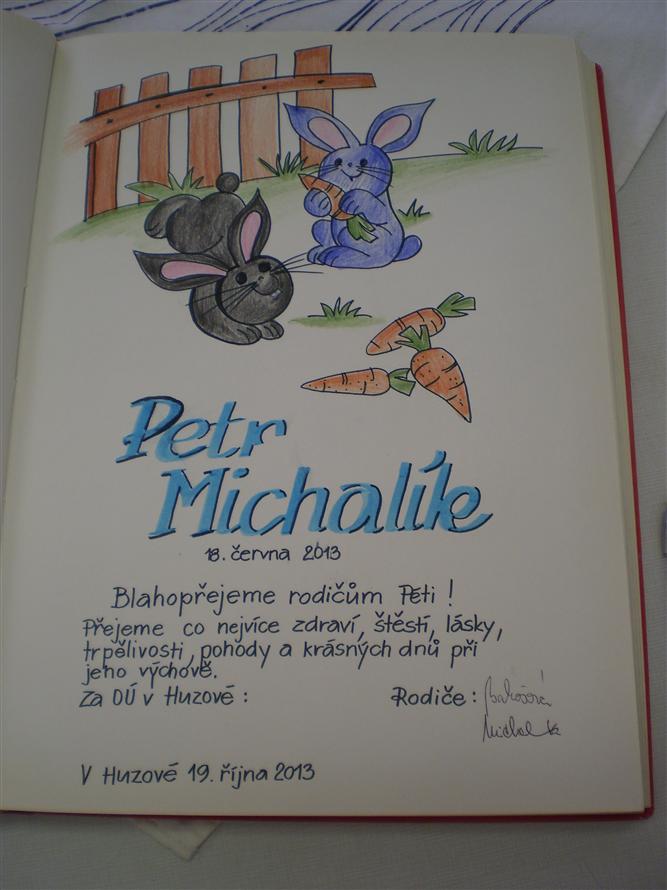 Petr
Michalík
18. června 2013
Blahopřejeme rodičům Péti !
Přejeme co nejvíce zdraví, štěstí, lásky,
trpělivosti, pohody a krásných dnů při
jeho výchově.
Za OÚ v Huzové : Rodiče :
V Huzové 19. října 2013